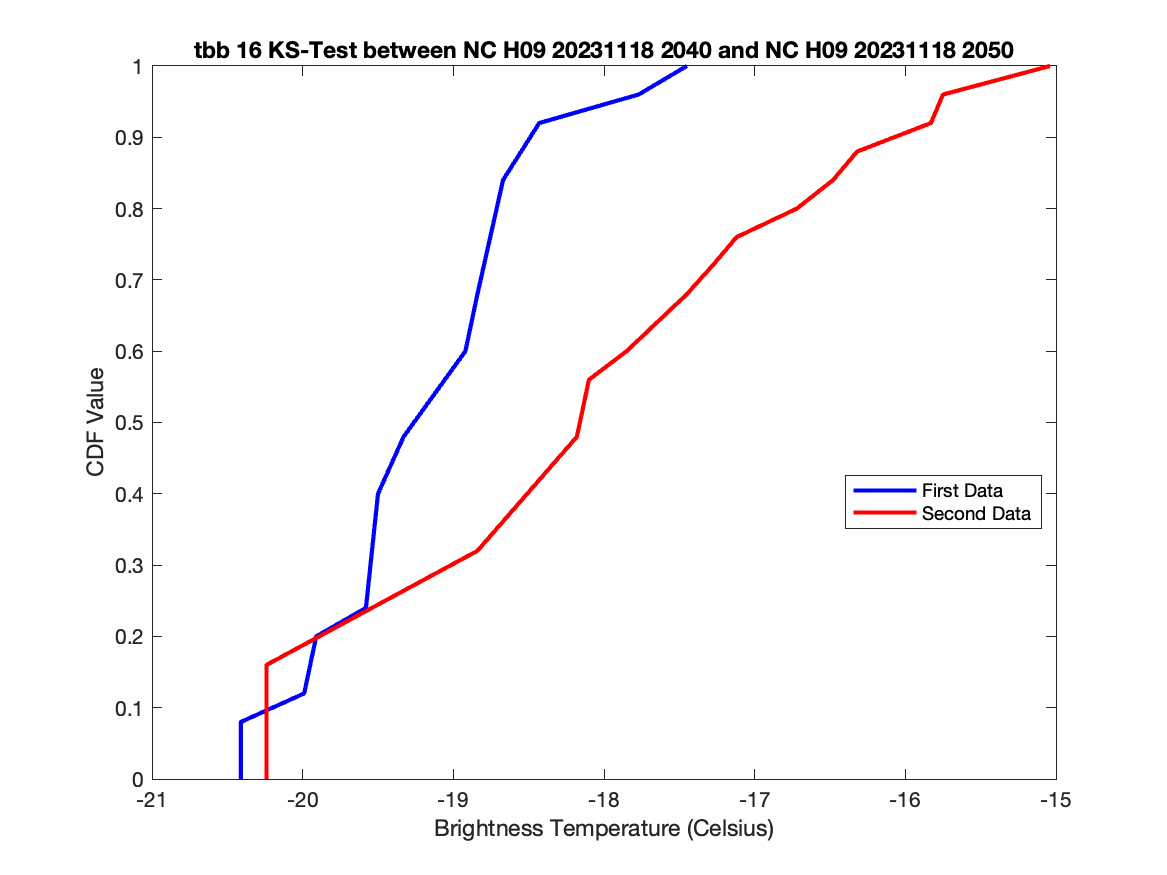 tbb 16 KS-Test between NC H09 20231118 2040 and NC H09 20231118 2050
1
0.9
0.8
0.7
0.6
0.5
0.4
0.3
0.2
0.1
0
CDF Value
First Data
Second Data
-21 -20 -19 -18 -17 -16 -15
Brightness Temperature (Celsius)